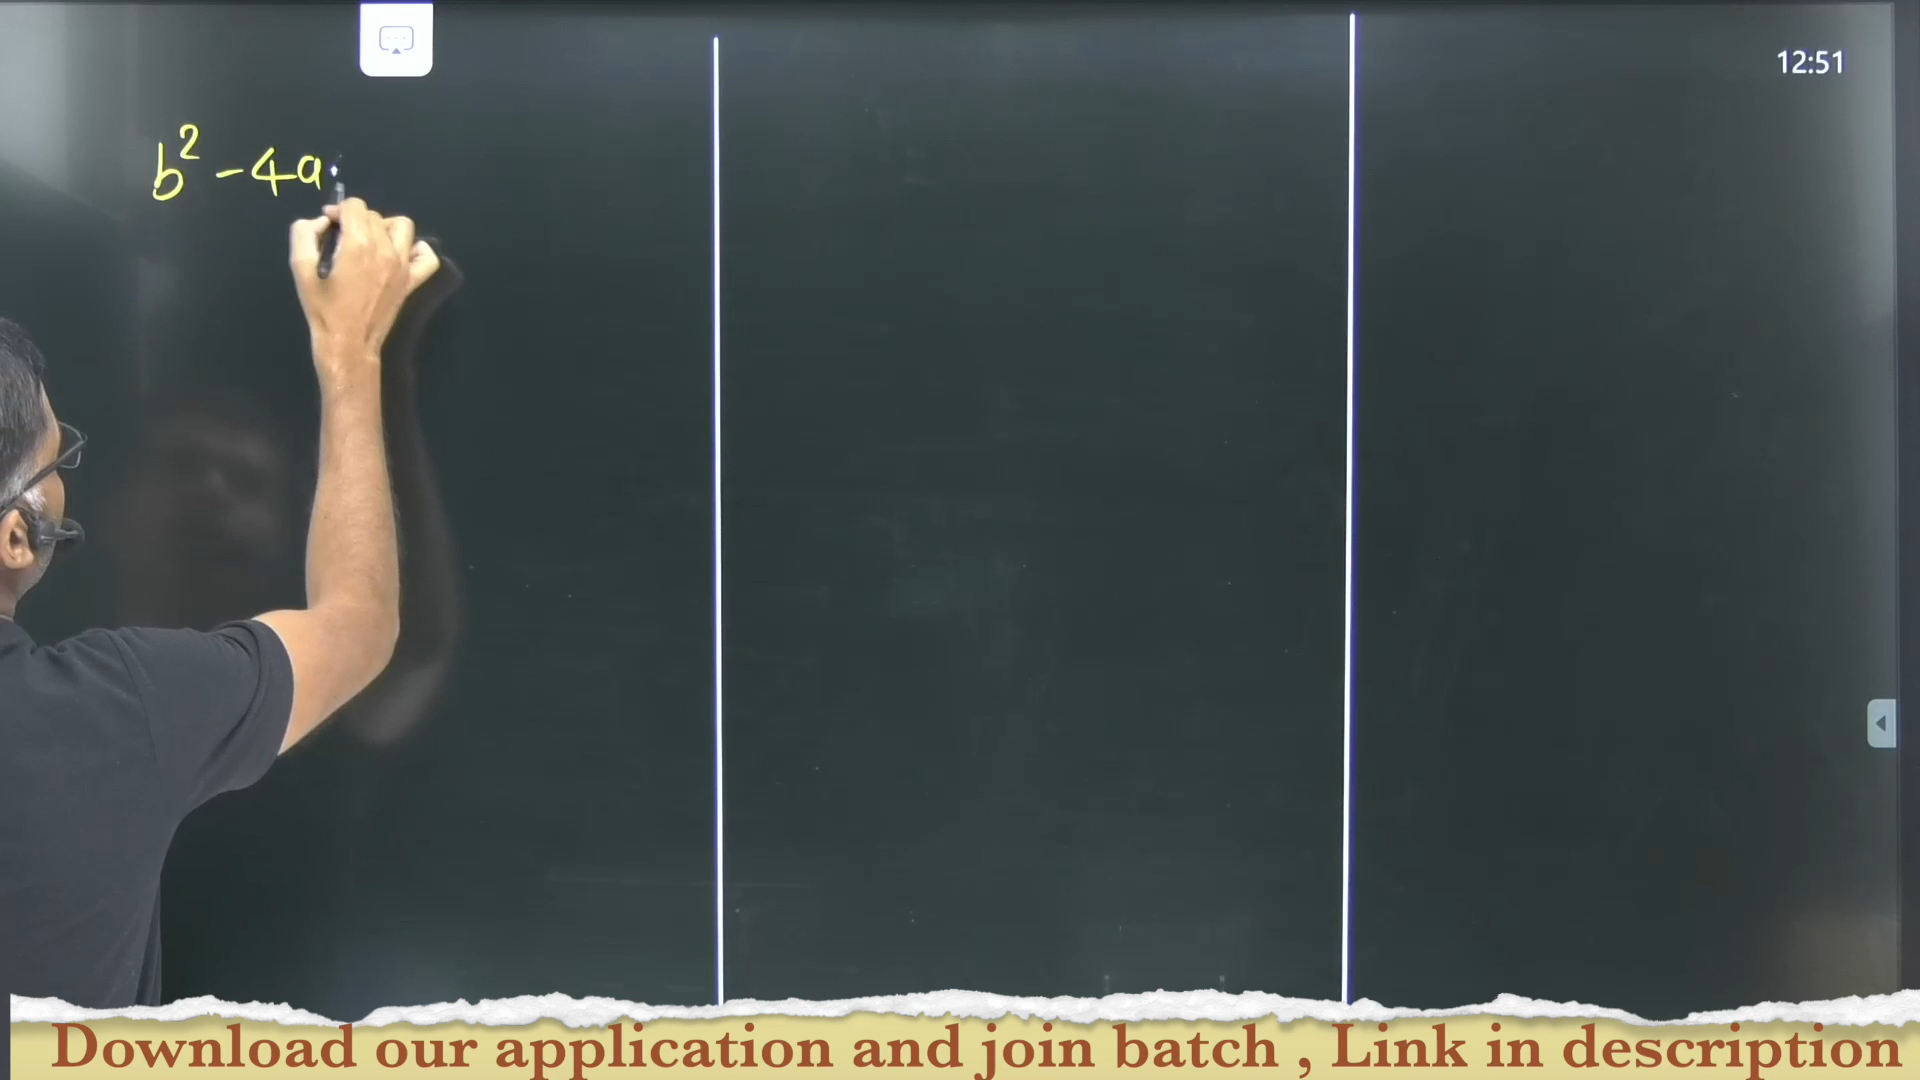 12:51
b² - 4a
Download our application and join batch , Link in description